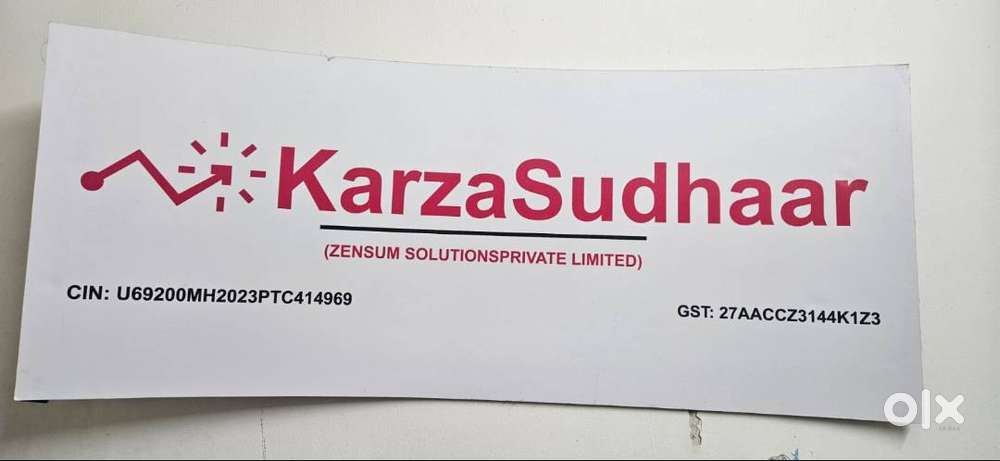 KarzaSudhaar
(ZENSUM SOLUTIONSPRIVATE LIMITED)
CIN: U69200MH2023PTC414969
GST: 27AACCZ3144K1Z3
olx